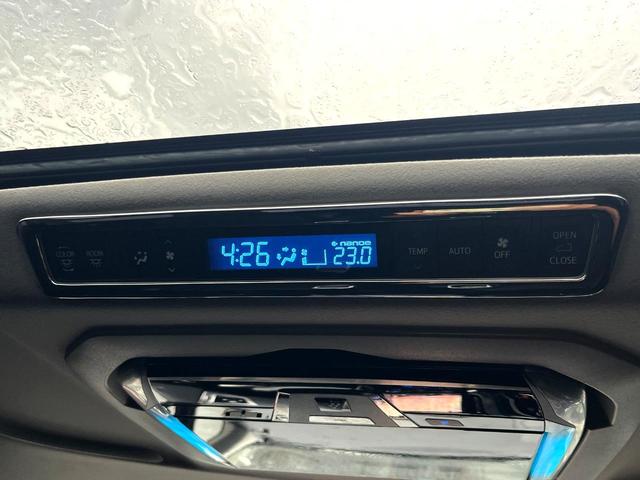 COLOR
ROOM
4:26
nanoe
23.0
TEMP
AUTO
OFF
OPEN
CLOSE